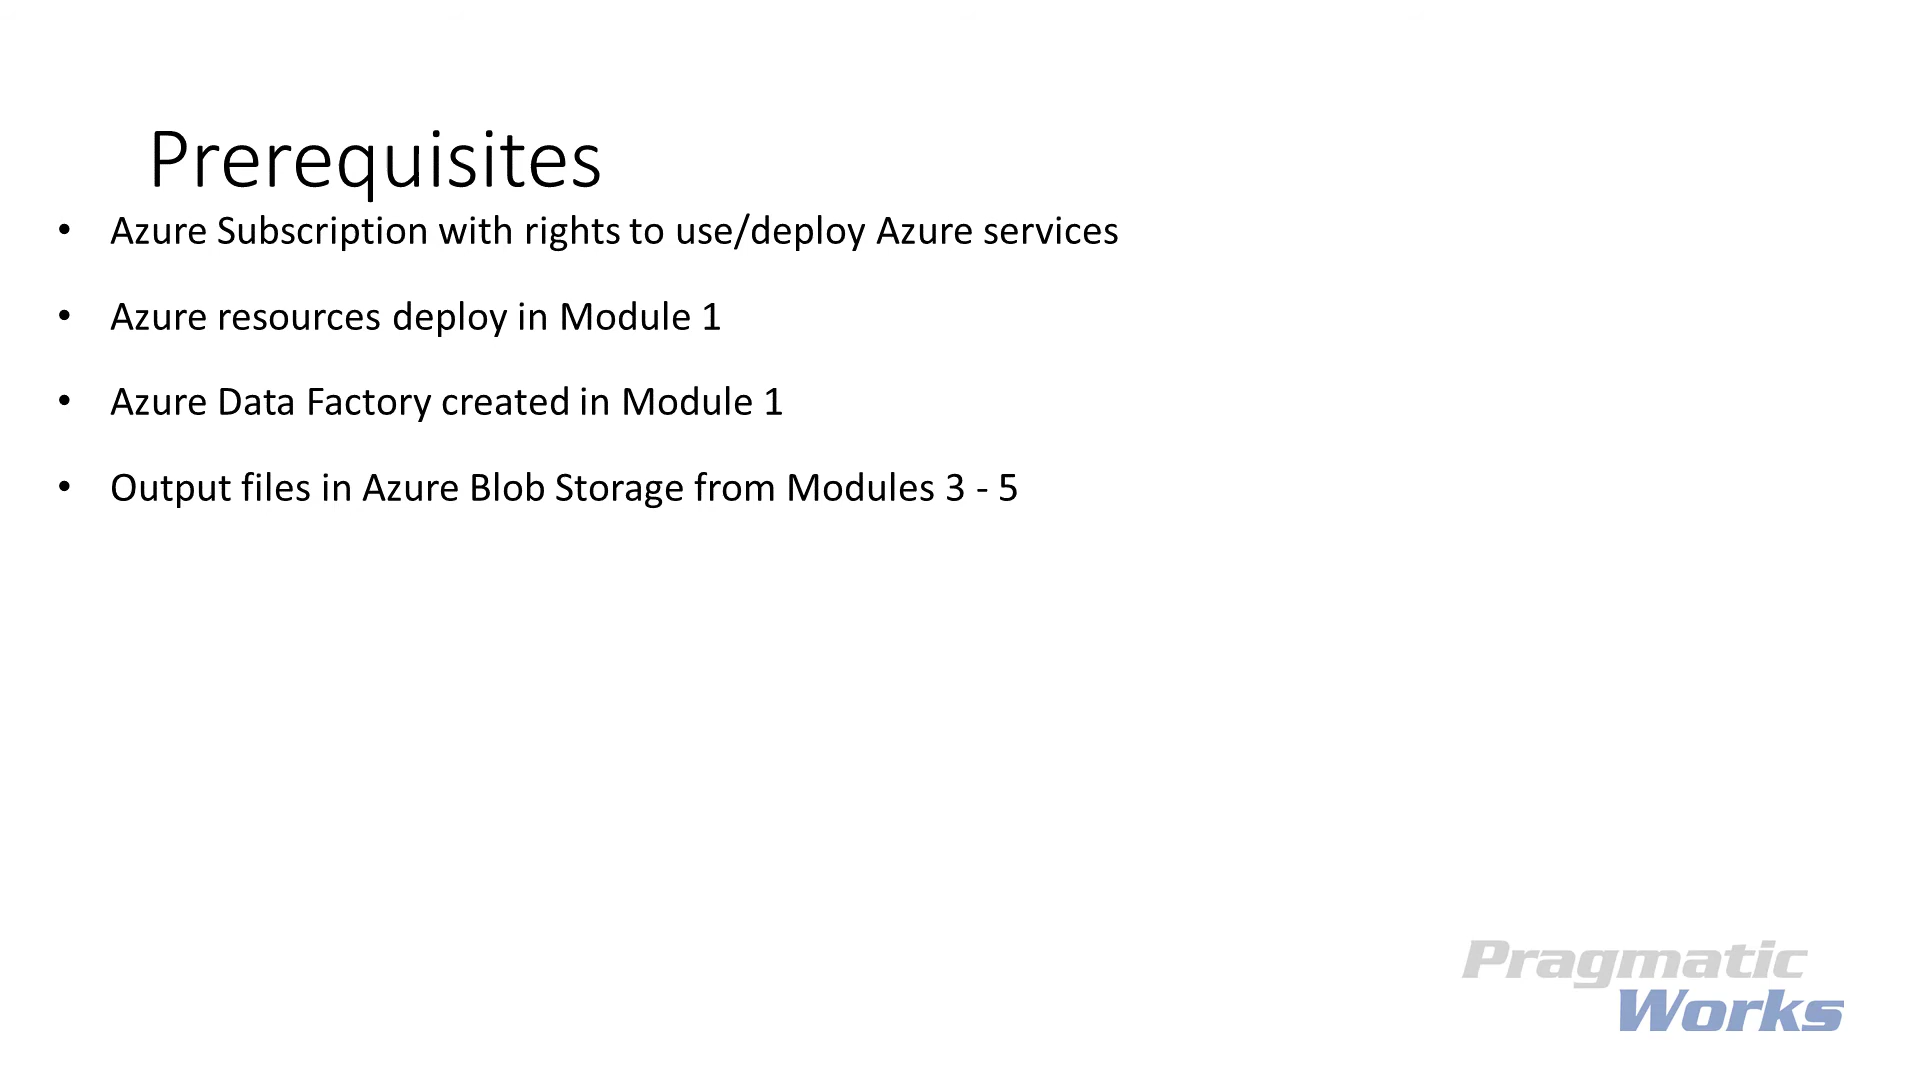 Prerequisites
• Azure Subscription with rights to use/deploy Azure services
• Azure resources deploy in Module 1
• Azure Data Factory created in Module 1
• Output files in Azure Blob Storage from Modules 3 - 5
Pragmatic
Works